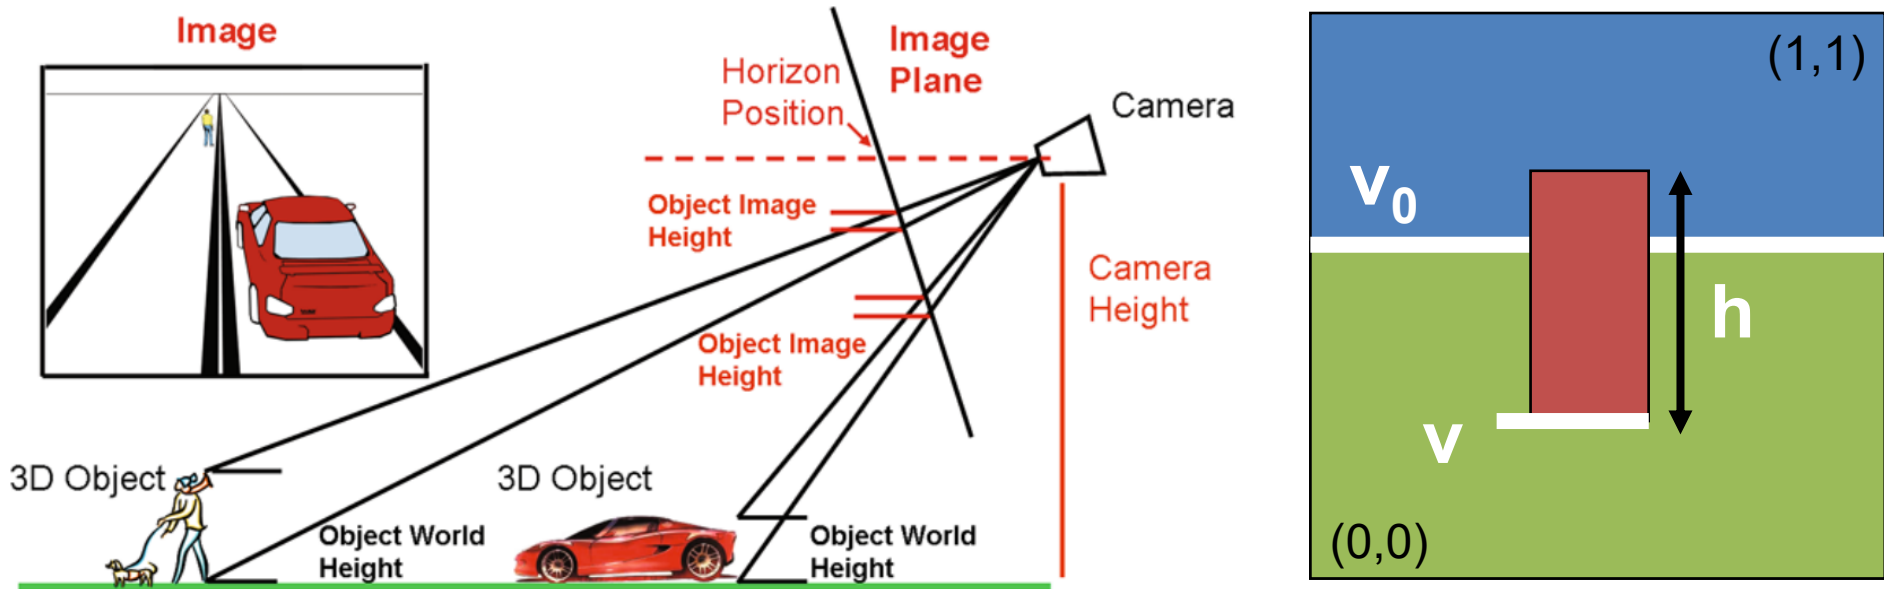 Image
Horizon
Position
Image
Plane
Camera
Object Image
Height
Object Image
Height
Camera
Height
3D Object
Object World
Height
3D Object
Object World
Height
(1,1)
v0
h
v
(0,0)